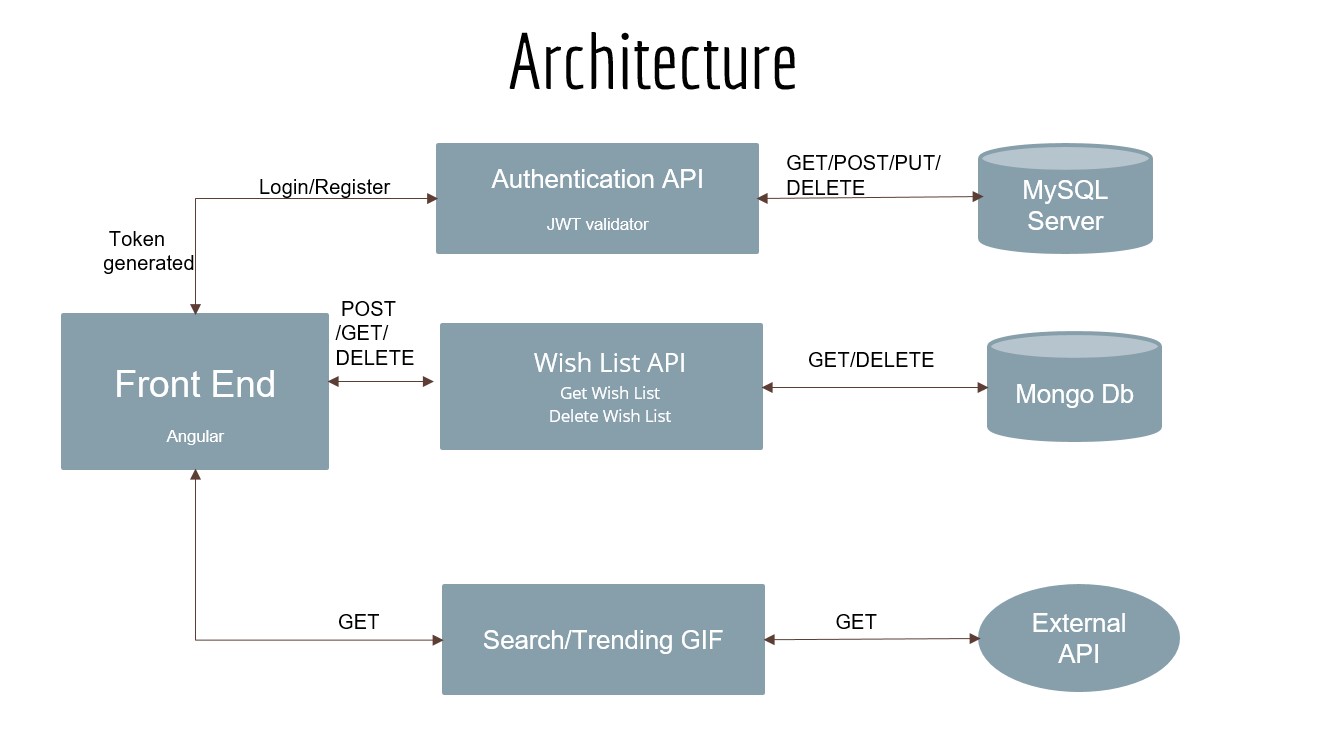 Architecture
Login/Register
Authentication API
JWT validator
GET/POST/PUT/
DELETE
MySQL
Server
Token
generated
POST
/GET/
DELETE
Front End
Angular
Wish List API
Get Wish List
Delete Wish List
GET/DELETE
Mongo Db
GET
Search/Trending GIF
GET
External
API